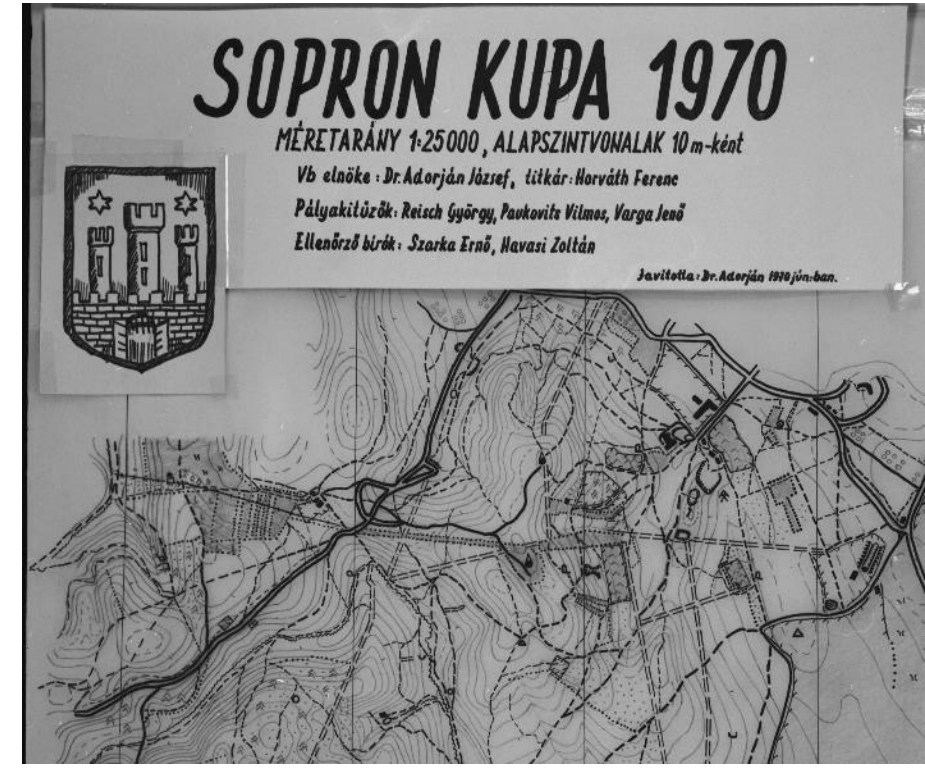 SOPRON KUPA 1970
MÉRETARÁNY 1:25000, ALAPSZINTVONALAK 10 m-ként
Vb elnöke: Dr. Adorján József, titkár: Horváth Ferenc
Pályakitűzők: Reisch György, Pavkovits Vilmos, Varga Jenő
Ellenőrző bírók: Szarka Ernő, Havasi Zoltán
Javította: Dr. Adorján 1970 jún.-ban.